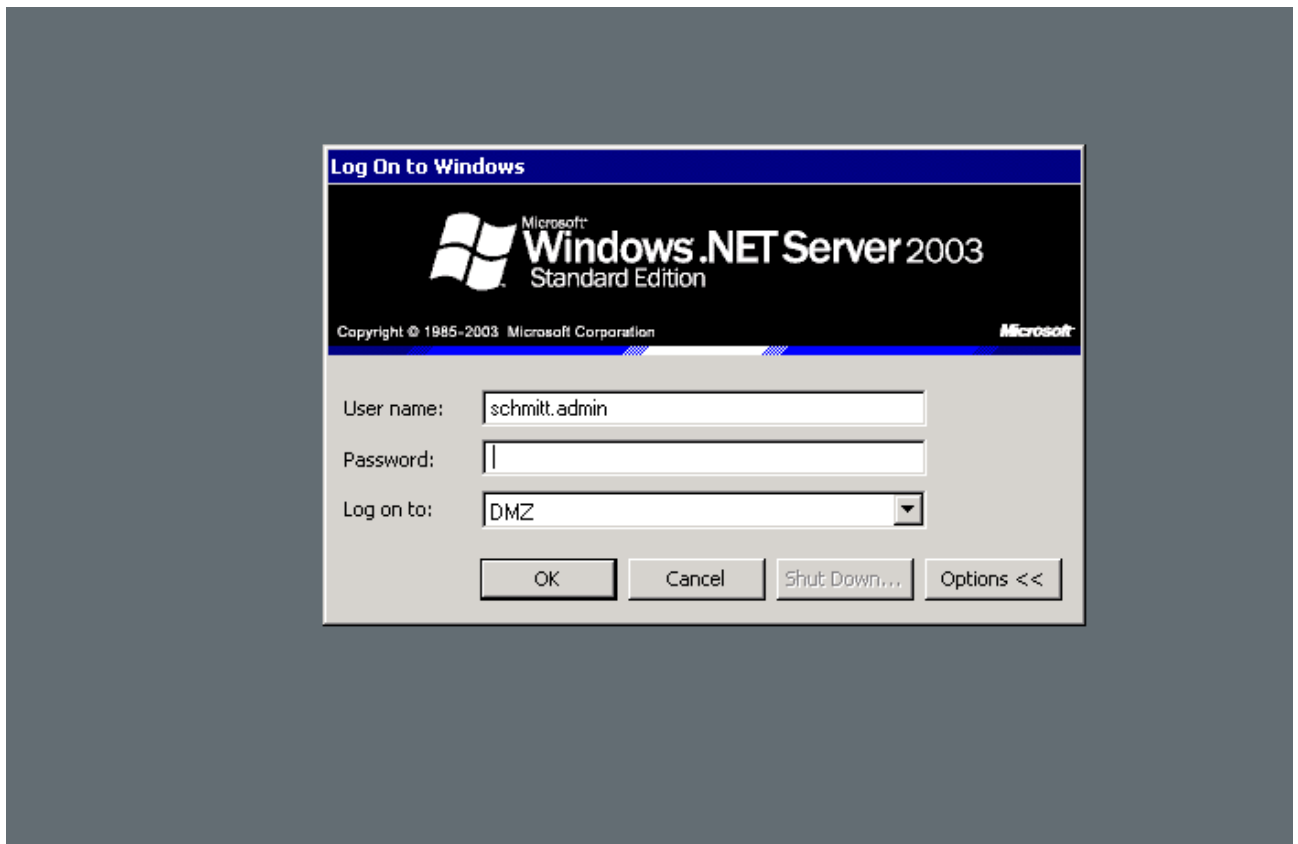 Log On to Windows
Microsoft
Windows .NET Server 2003
Standard Edition
Copyright © 1985-2003 Microsoft Corporation Microsoft
User name: schmitt.admin
Password:
Log on to: DMZ
OK Cancel Shut Down... Options <<